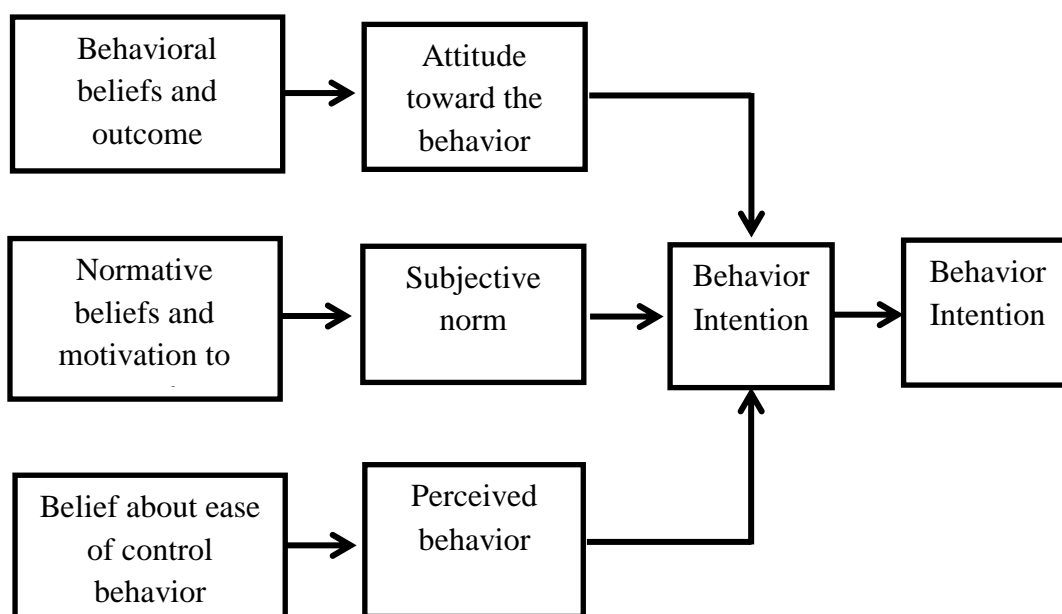 Behavioral
beliefs and
outcome
Attitude
toward the
behavior
Normative
beliefs and
motivation to
Subjective
norm
Behavior
Intention
Behavior
Intention
Belief about ease
of control
behavior
Perceived
behavior